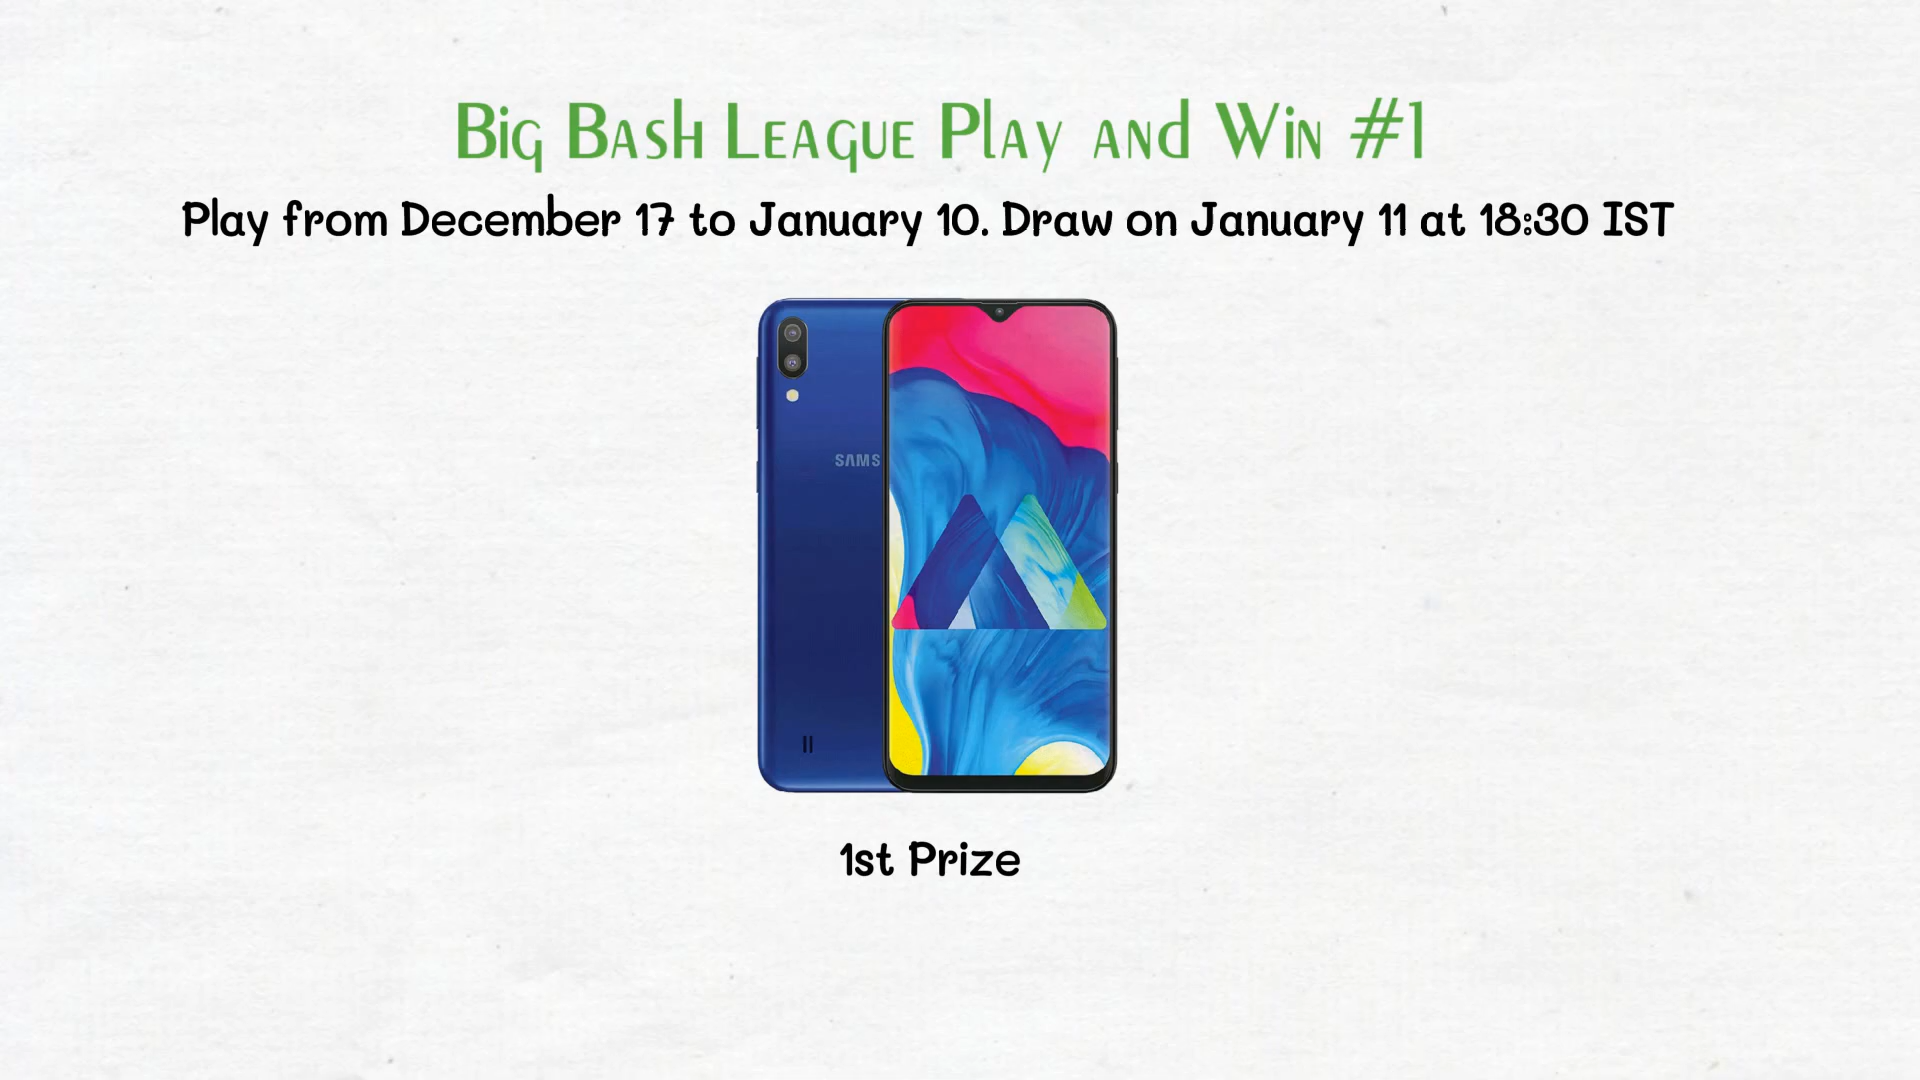 Big Bash League Play and Win #1
Play from December 17 to January 10. Draw on January 11 at 18:30 IST
SAMS
1st Prize